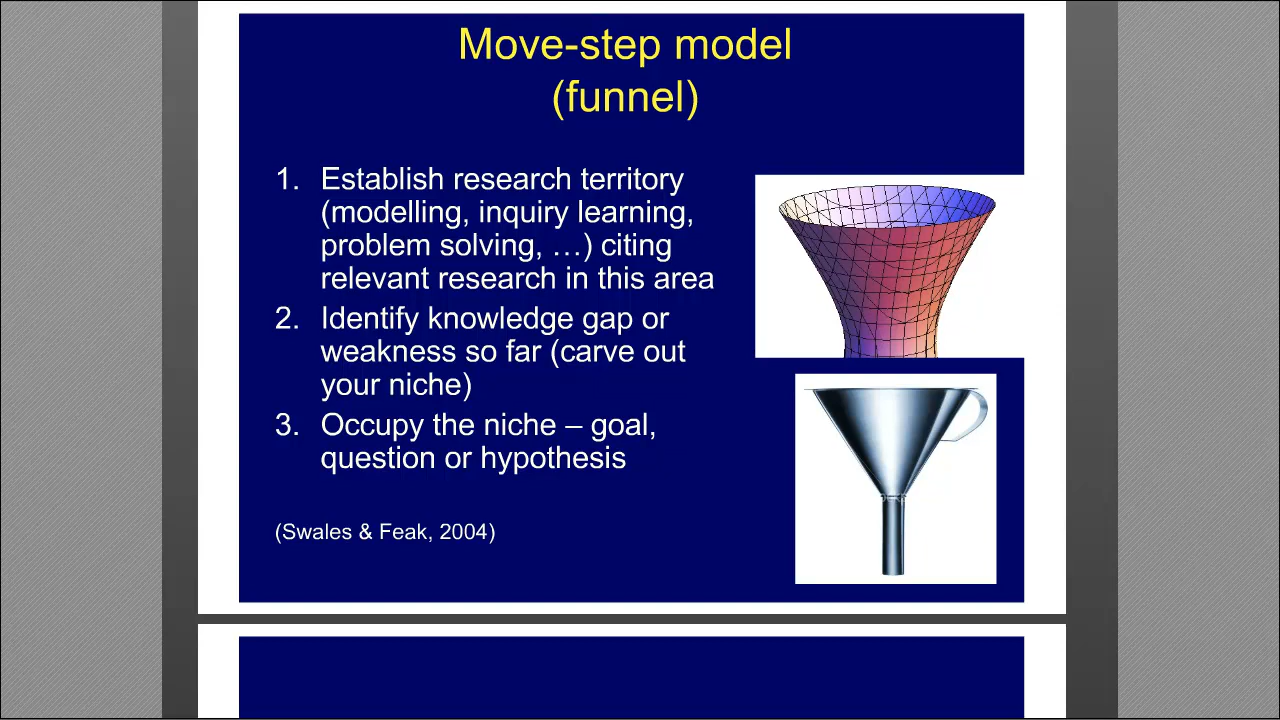 Move-step model
(funnel)
1. Establish research territory
(modelling, inquiry learning,
problem solving, …) citing
relevant research in this area
2. Identify knowledge gap or
weakness so far (carve out
your niche)
3. Occupy the niche – goal,
question or hypothesis
(Swales & Feak, 2004)